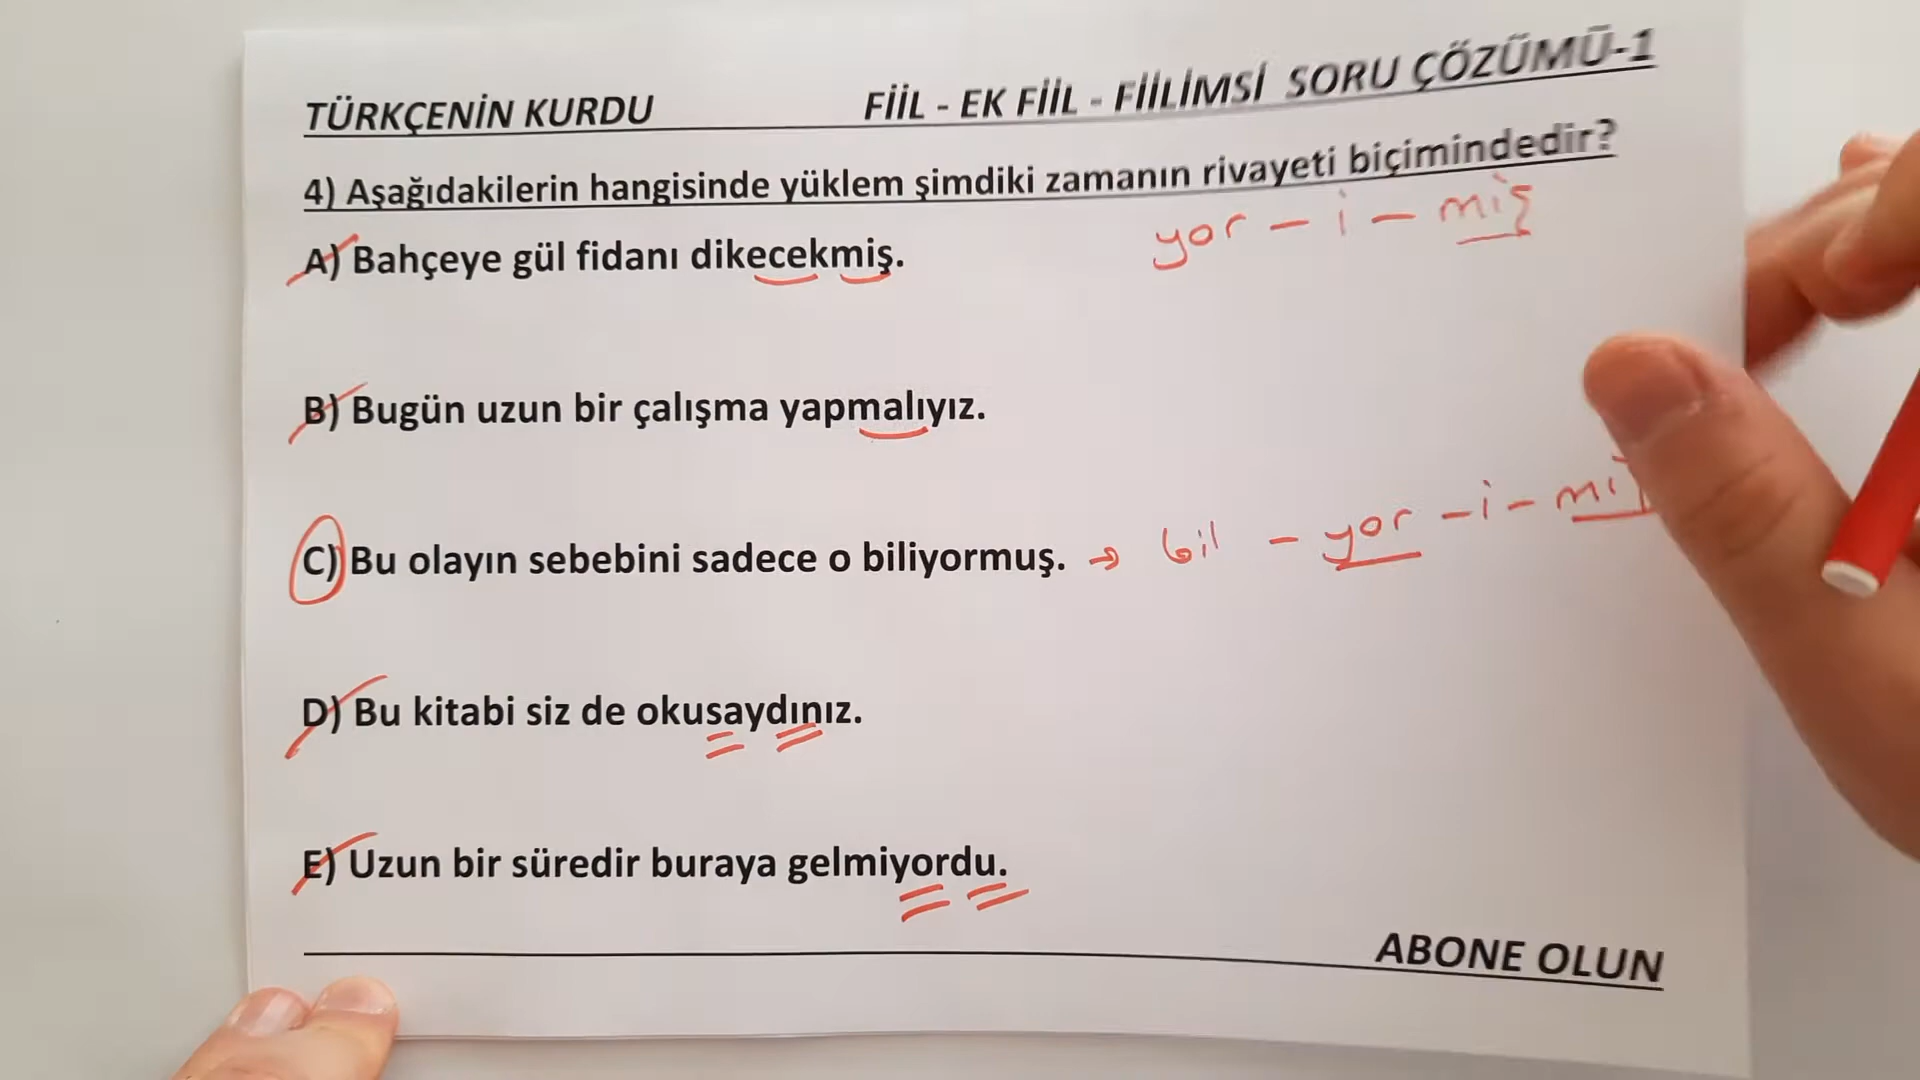 TÜRKÇENİN KURDU FİİL - EK FİİL - FİİLİMSİ SORU ÇÖZÜMÜ-1
4) Aşağıdakilerin hangisinde yüklem şimdiki zamanın rivayeti biçimindedir?
yor - i - miş
A) Bahçeye gül fidanı dikecekmiş.
B) Bugün uzun bir çalışma yapmalıyız.
C) Bu olayın sebebini sadece o biliyormuş. → bil - yor - i - miş
D) Bu kitabi siz de okusaydınız.
E) Uzun bir süredir buraya gelmiyordu.
ABONE OLUN